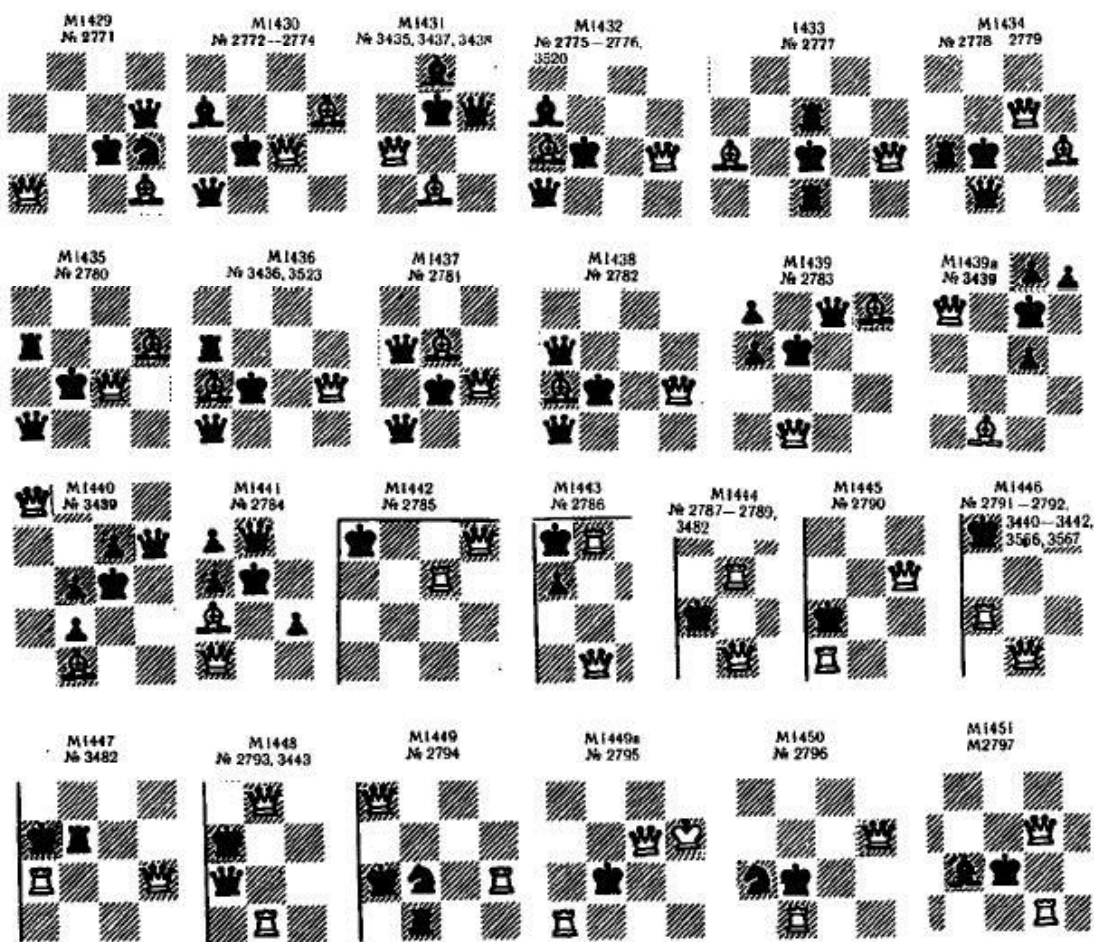 M1429
№ 2771
M1430
№ 2772—2774
M1431
№ 3435, 3437, 3438
M1432
№ 2775—2776,
3520
1433
№ 2777
M1434
№ 2778 2779
M1435
№ 2780
M1436
№ 3436, 3523
M1437
№ 2781
M1438
№ 2782
M1439
№ 2783
M1439a
№ 3439
M1440
№ 3439
M1441
№ 2784
M1442
№ 2785
M1443
№ 2786
M1444
№ 2787—2789,
3482
M1445
№ 2790
M1446
№ 2791—2792,
3440—3442,
3566, 3567
M1447
№ 3482
M1448
№ 2793, 3443
M1449
№ 2794
M1449a
№ 2795
M1450
№ 2796
M1451
M2797